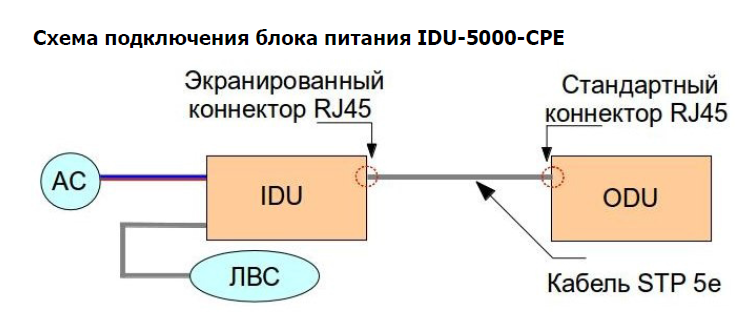 Схема подключения блока питания IDU-5000-CPE
Экранированный
коннектор RJ45
Стандартный
коннектор RJ45
AC
IDU
ODU
ЛВС
Кабель STP 5e